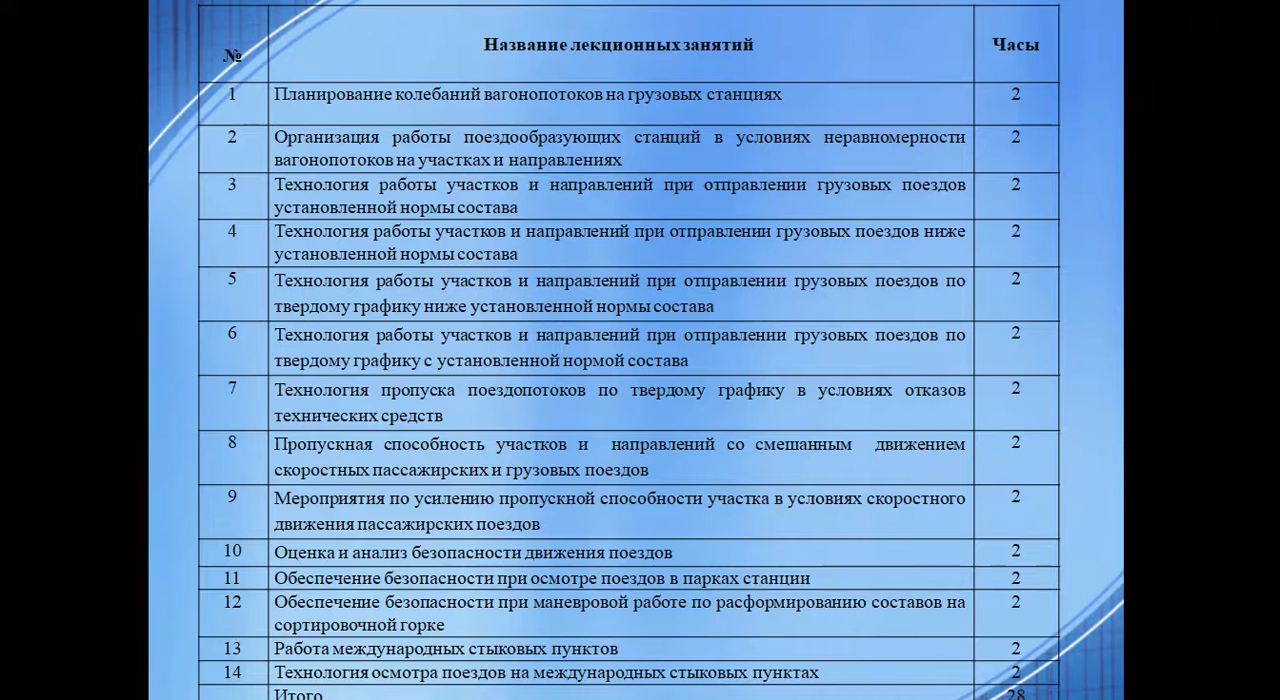 № Название лекционных занятий Часы
1 Планирование колебаний вагонопотоков на грузовых станциях 2
2 Организация работы поездообразующих станций в условиях неравномерности 2
вагонопотоков на участках и направлениях
3 Технология работы участков и направлений при отправлении грузовых поездов 2
установленной нормы состава
4 Технология работы участков и направлений при отправлении грузовых поездов ниже 2
установленной нормы состава
5 Технология работы участков и направлений при отправлении грузовых поездов по 2
твердому графику ниже установленной нормы состава
6 Технология работы участков и направлений при отправлении грузовых поездов по 2
твердому графику с установленной нормой состава
7 Технология пропуска поездопотоков по твердому графику в условиях отказов 2
технических средств
8 Пропускная способность участков и направлений со смешанным движением 2
скоростных пассажирских и грузовых поездов
9 Мероприятия по усилению пропускной способности участка в условиях скоростного 2
движения пассажирских поездов
10 Оценка и анализ безопасности движения поездов 2
11 Обеспечение безопасности при осмотре поездов в парках станции 2
12 Обеспечение безопасности при маневровой работе по расформированию составов на 2
сортировочной горке
13 Работа международных стыковых пунктов 2
14 Технология осмотра поездов на международных стыковых пунктах 2
Итого 28